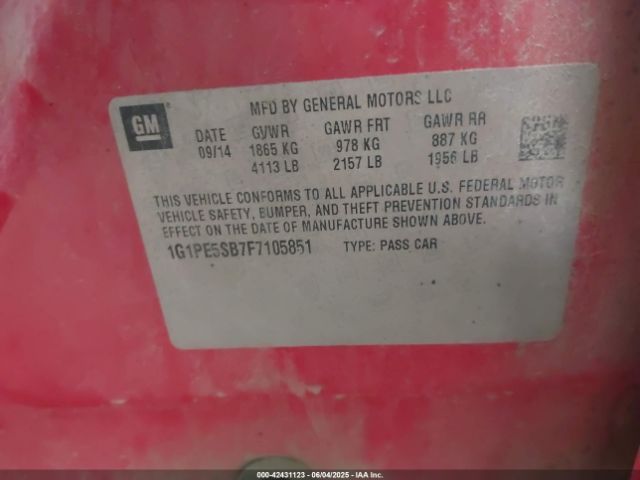 GM
MFD BY GENERAL MOTORS LLC
DATE GVWR GAWR FRT GAWR RR
09/14 1865 KG 978 KG 887 KG
4113 LB 2157 LB 1956 LB
THIS VEHICLE CONFORMS TO ALL APPLICABLE U.S. FEDERAL MOTOR
VEHICLE SAFETY, BUMPER, AND THEFT PREVENTION STANDARDS IN
EFFECT ON THE DATE OF MANUFACTURE SHOWN ABOVE.
1G1PE5SB7F7105851 TYPE: PASS CAR
000-42431123 - 06/04/2025 - IAA Inc.